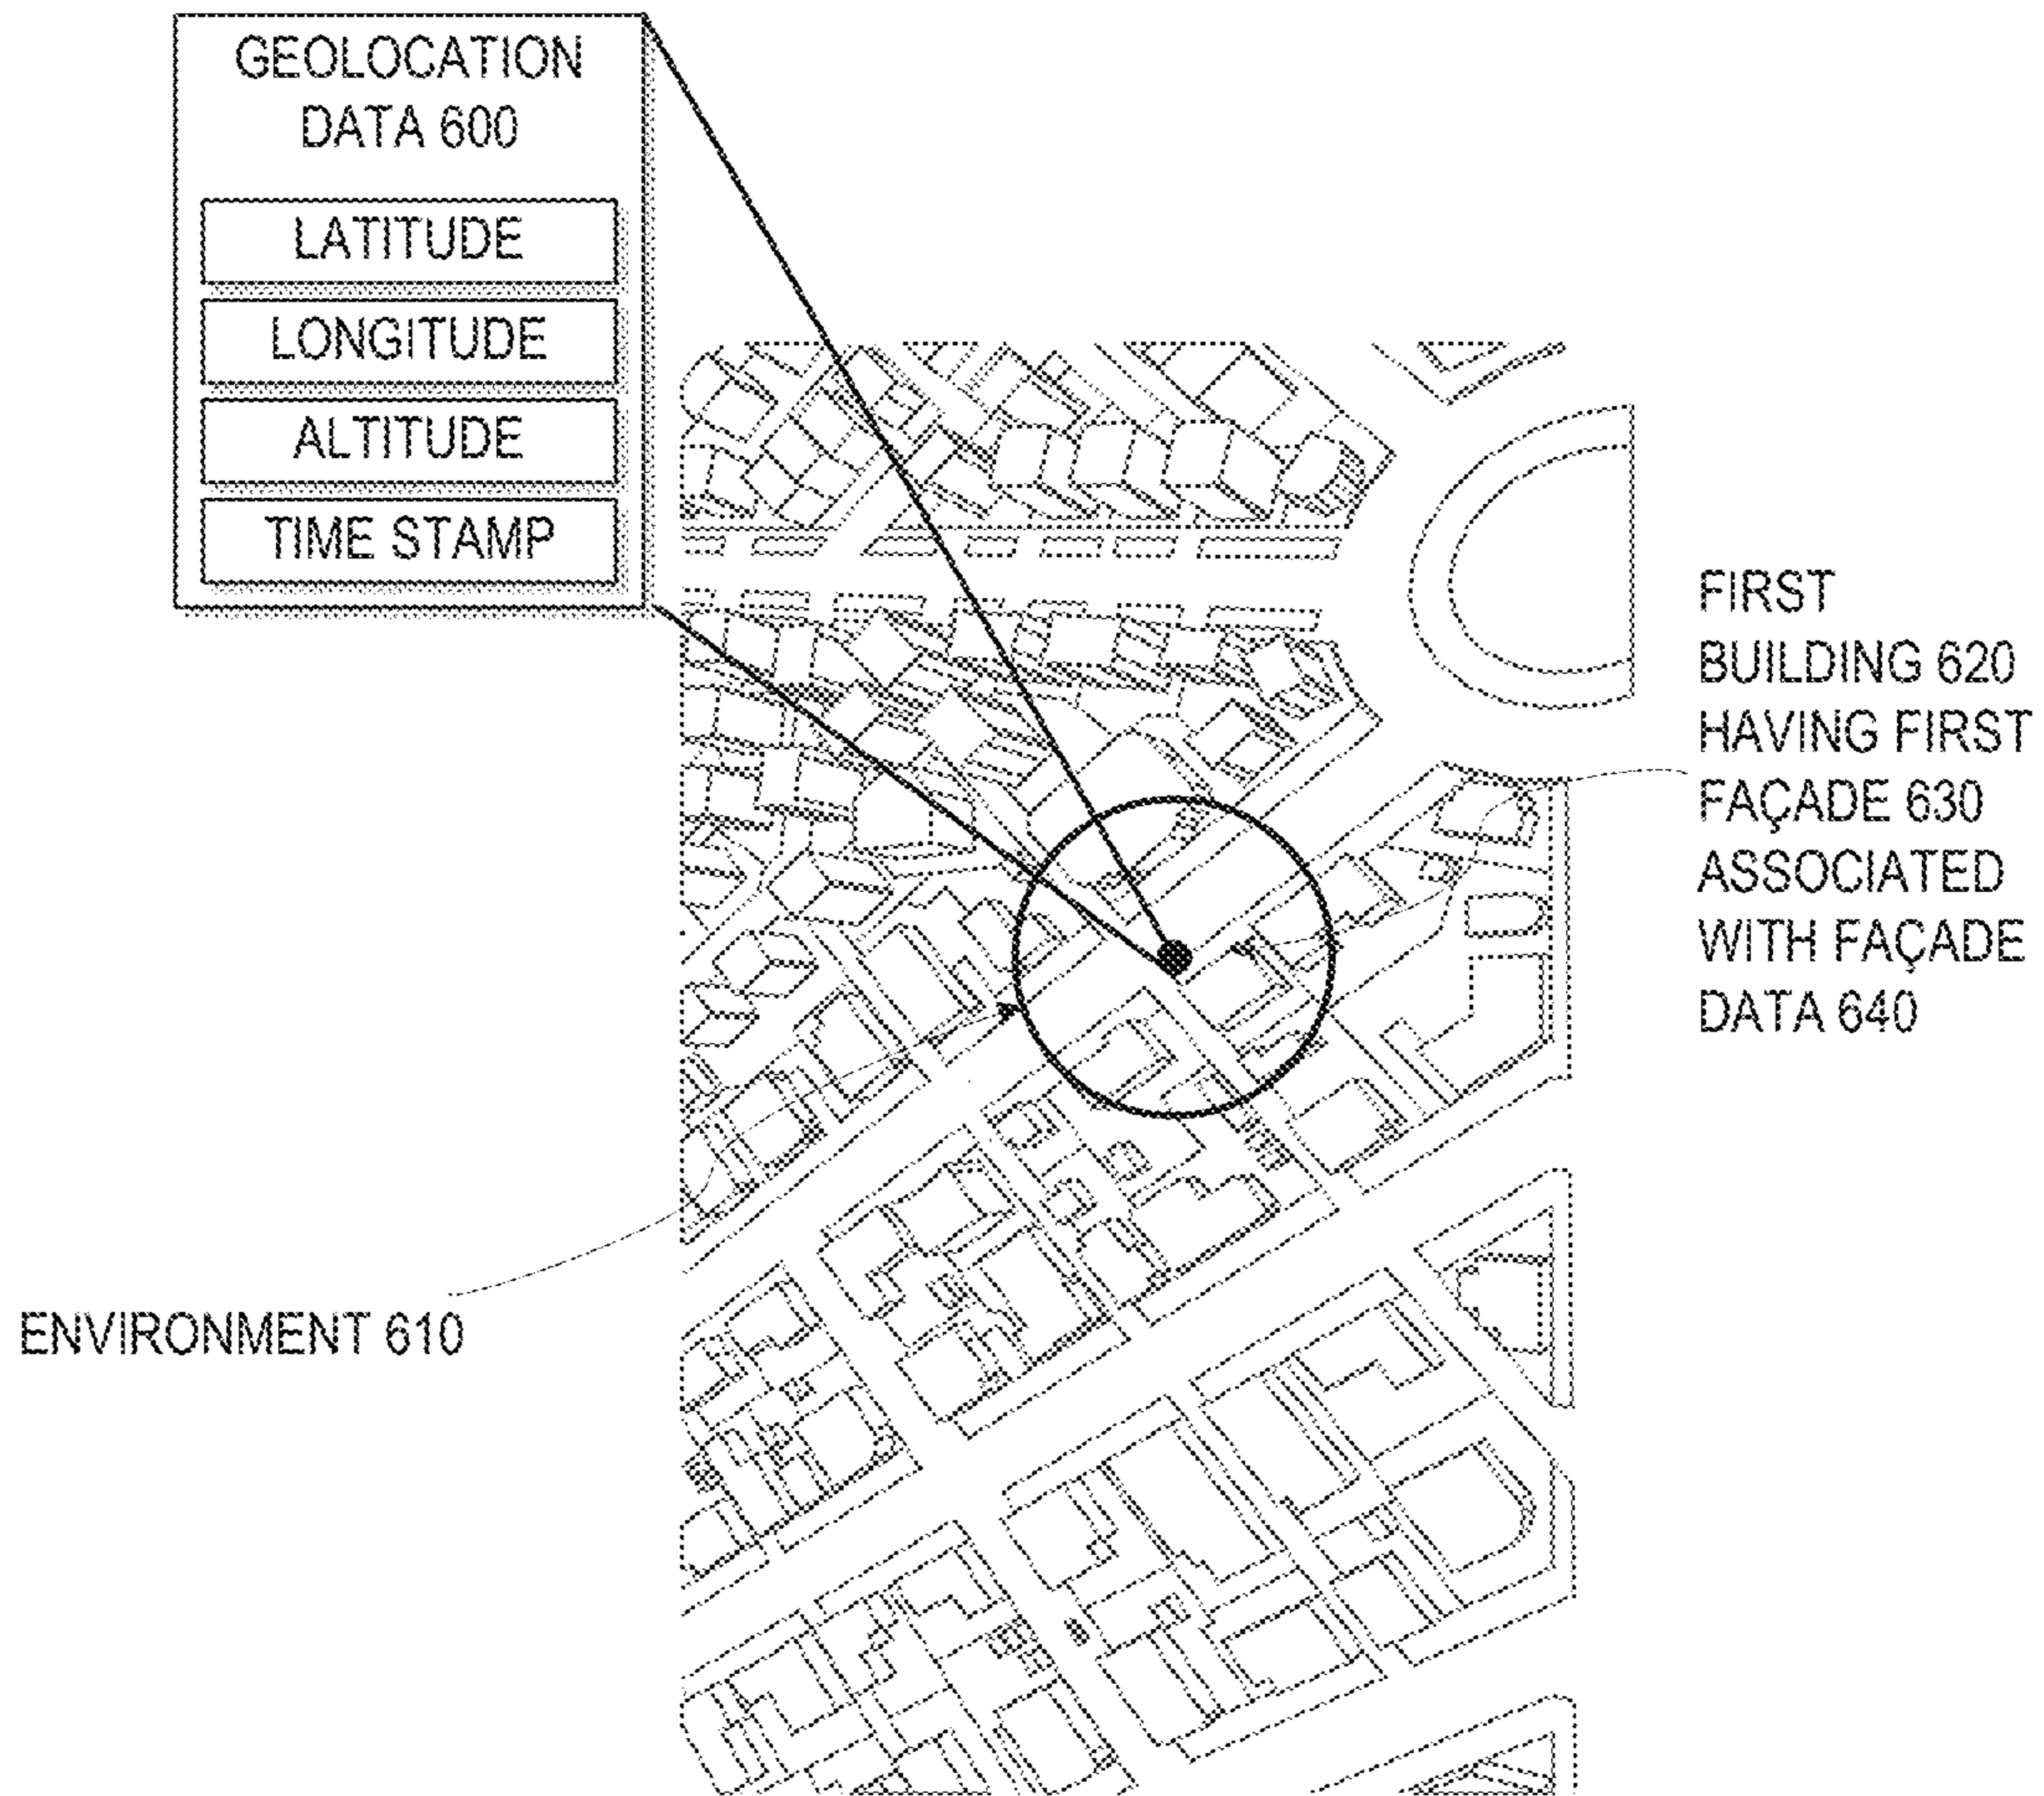 GEOLOCATION
DATA 600
LATITUDE
LONGITUDE
ALTITUDE
TIME STAMP
FIRST
BUILDING 620
HAVING FIRST
FAÇADE 630
ASSOCIATED
WITH FAÇADE
DATA 640
ENVIRONMENT 610